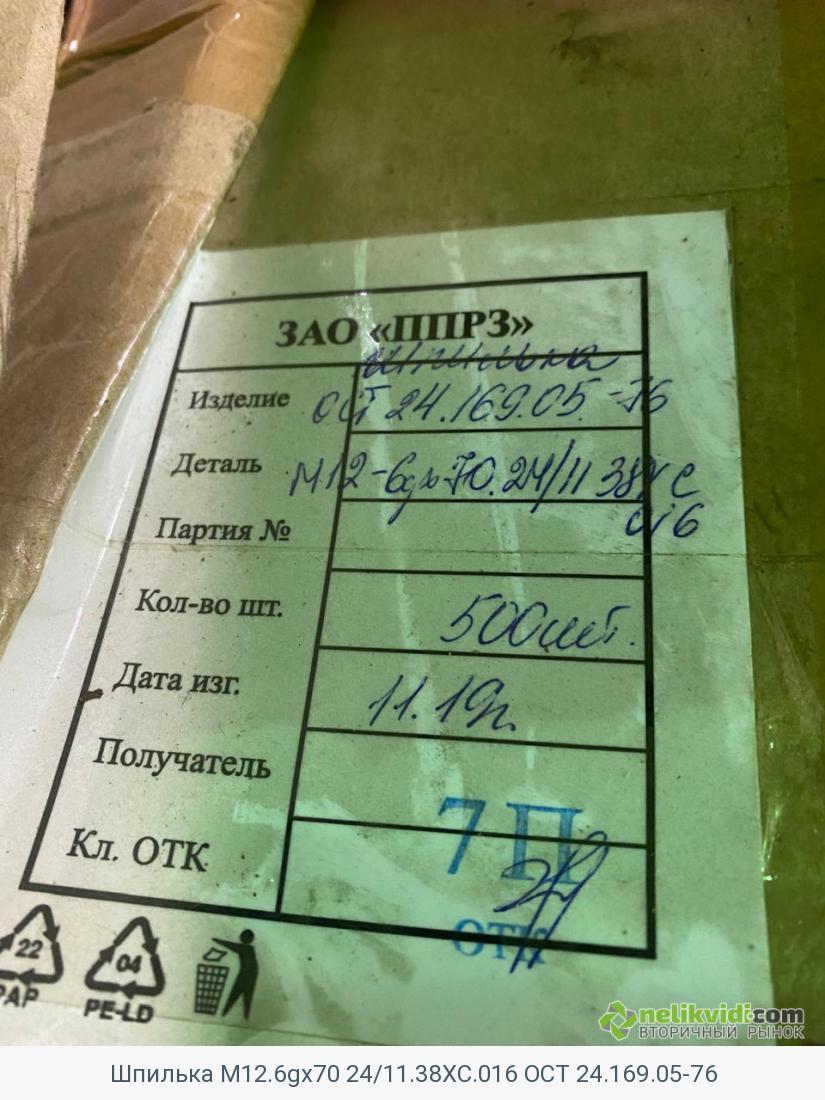 ЗАО «ППРЗ»
шпилька
Изделие ОСТ 24.169.05-76
Деталь М12-6gx70.24/11 38ХС
016
Партия №
Кол-во шт. 500шт.
Дата изг. 11.19г.
Получатель
7 П
Кл. ОТК
ОТК
22
PAP
04
PE-LD
nelikvidi.com
ВТОРИЧНЫЙ РЫНОК
Шпилька М12.6gх70 24/11.38ХС.016 ОСТ 24.169.05-76